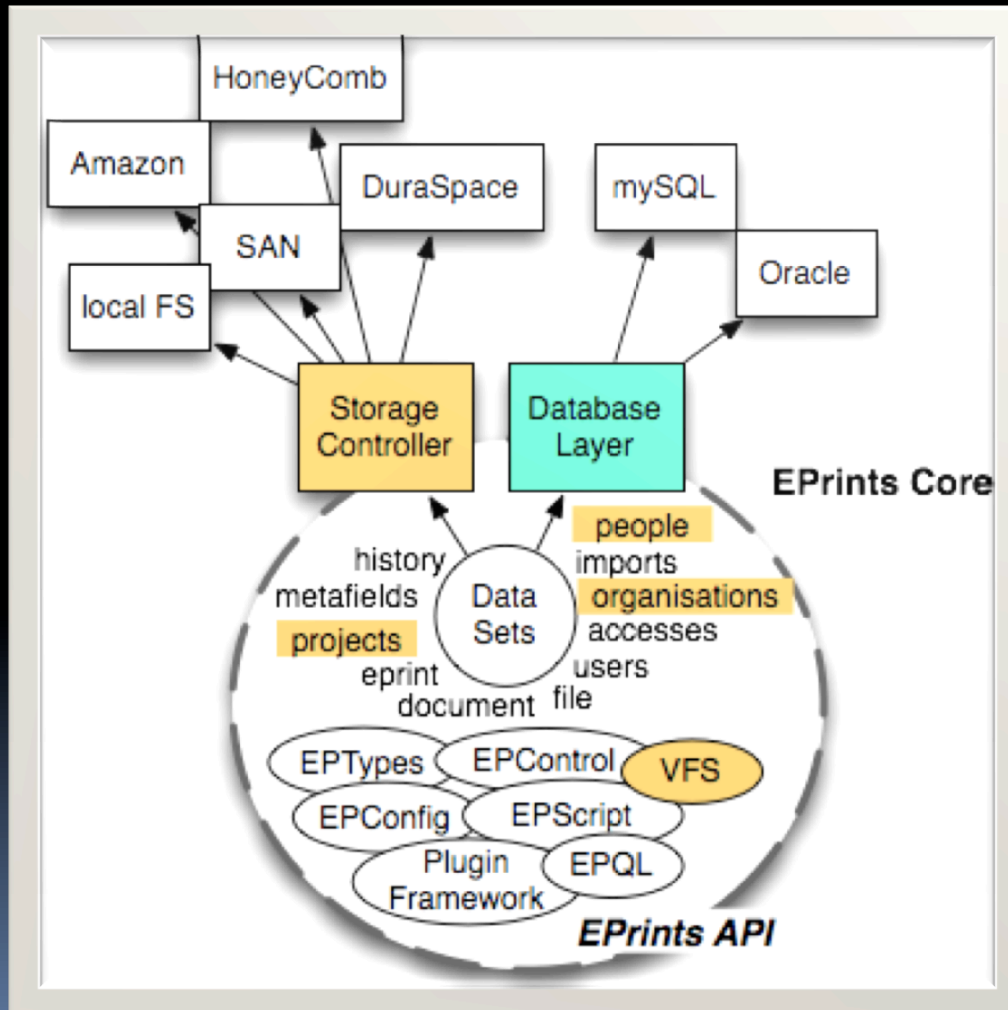 HoneyComb
Amazon
DuraSpace
mySQL
SAN
Oracle
local FS
Storage
Controller
Database
Layer
EPrints Core
people
history
imports
metafields
Data
Sets
organisations
projects
accesses
eprint
users
document
file
EPTypes
EPControl
VFS
EPConfig
EPScript
Plugin
Framework
EPQL
EPrints API